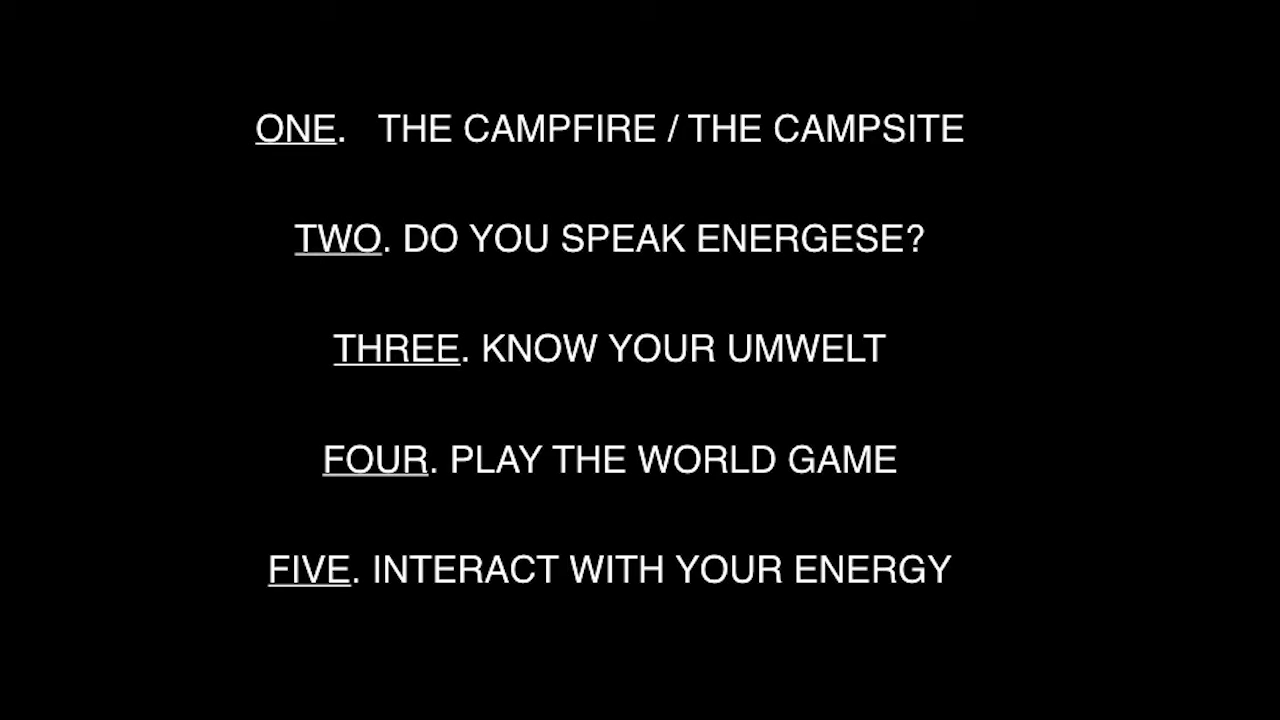 ONE. THE CAMPFIRE / THE CAMPSITE
TWO. DO YOU SPEAK ENERGESE?
THREE. KNOW YOUR UMWELT
FOUR. PLAY THE WORLD GAME
FIVE. INTERACT WITH YOUR ENERGY